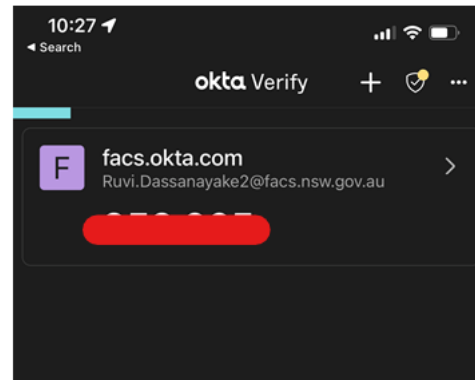 10:27
◀ Search
okta Verify
F
facs.okta.com
Ruvi.Dassanayake2@facs.nsw.gov.au